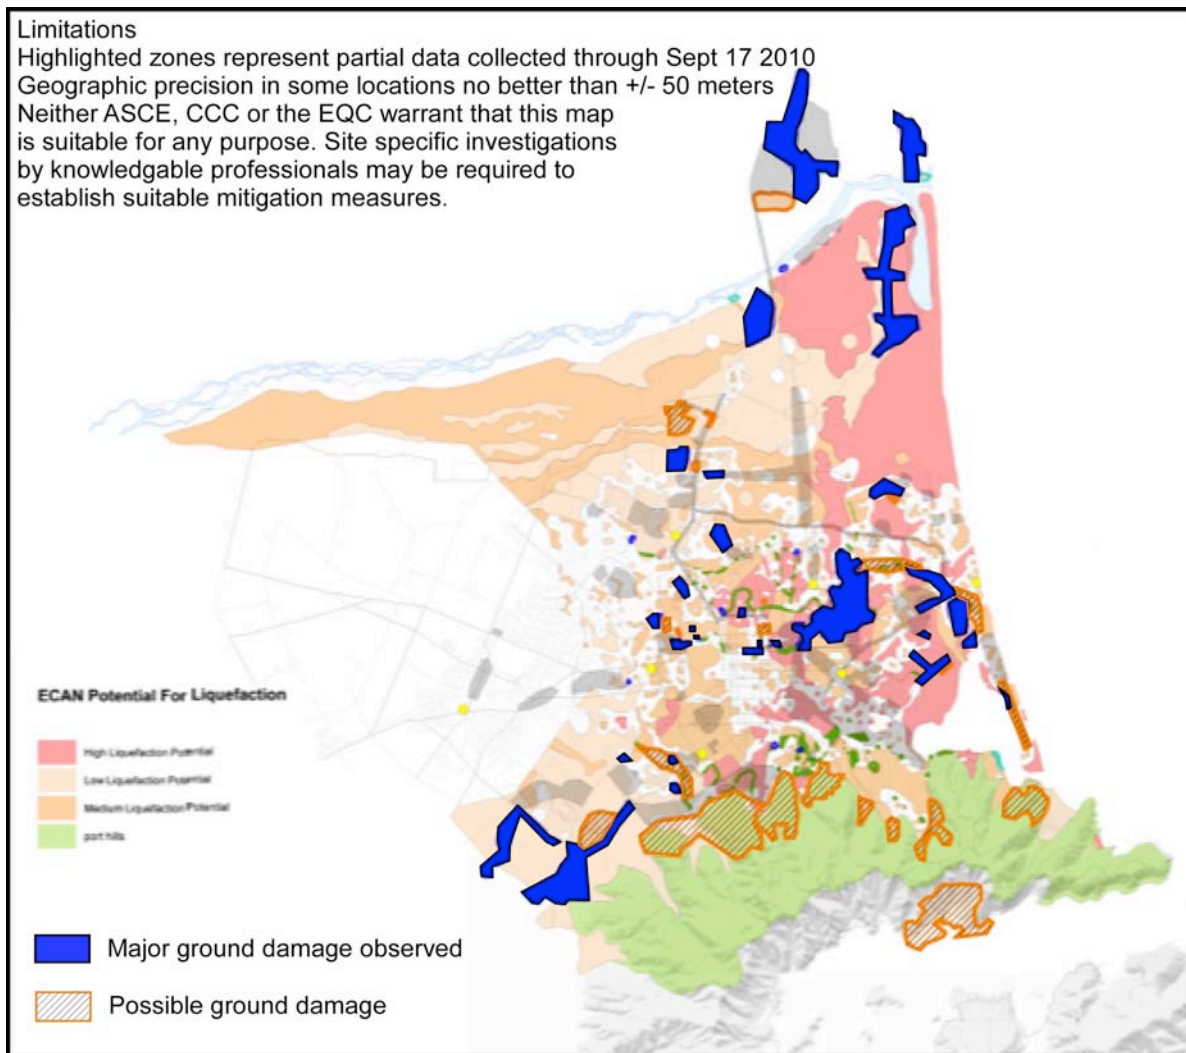 Limitations
Highlighted zones represent partial data collected through Sept 17 2010
Geographic precision in some locations no better than +/- 50 meters
Neither ASCE, CCC or the EQC warrant that this map
is suitable for any purpose. Site specific investigations
by knowledgable professionals may be required to
establish suitable mitigation measures.
ECAN Potential For Liquefaction
High Liquefaction Potential
Low Liquefaction Potential
Medium Liquefaction Potential
port hills
Major ground damage observed
Possible ground damage